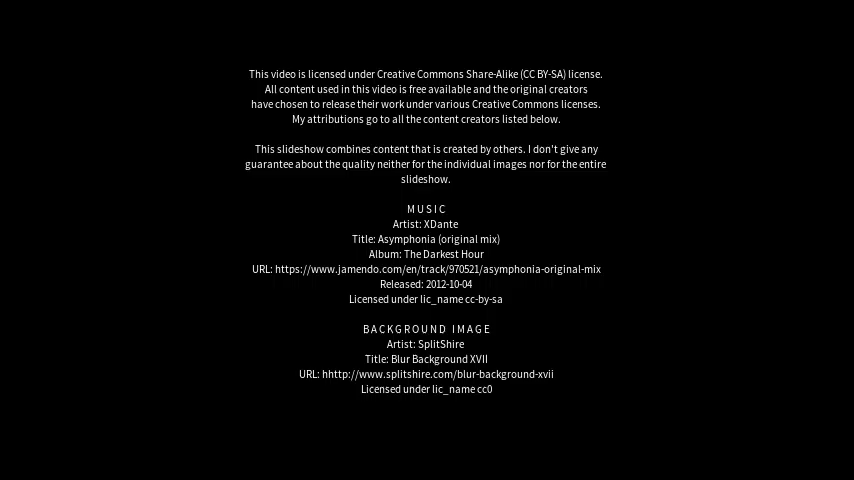 This video is licensed under Creative Commons Share-Alike (CC BY-SA) license.
All content used in this video is free available and the original creators
have chosen to release their work under various Creative Commons licenses.
My attributions go to all the content creators listed below.
This slideshow combines content that is created by others. I don't give any
guarantee about the quality neither for the individual images nor for the entire
slideshow.
MUSIC
Artist: XDante
Title: Asymphonia (original mix)
Album: The Darkest Hour
URL: https://www.jamendo.com/en/track/970521/asymphonia-original-mix
Released: 2012-10-04
Licensed under lic_name cc-by-sa
BACKGROUND IMAGE
Artist: SplitShire
Title: Blur Background XVII
URL: hhttp://www.splitshire.com/blur-background-xvii
Licensed under lic_name cc0